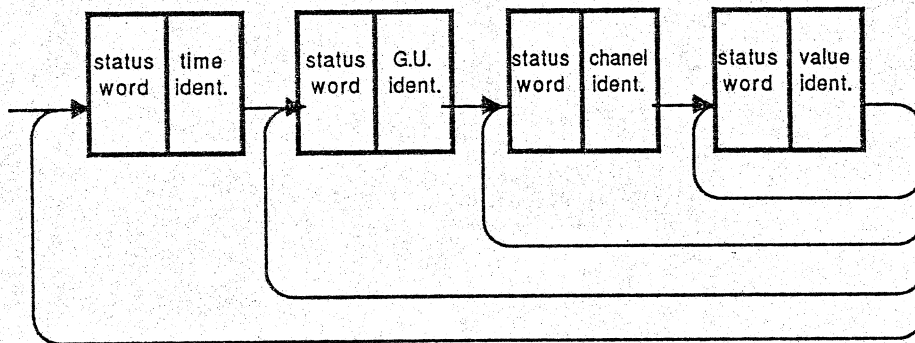 status
word
time
ident.
status
word
G.U.
ident.
status
word
chanel
ident.
status
word
value
ident.